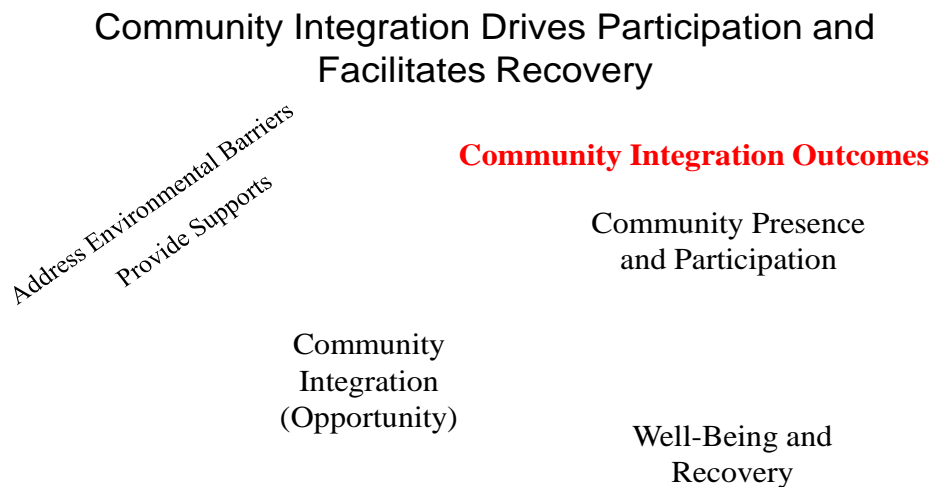 Community Integration Drives Participation and
Facilitates Recovery
Address Environmental Barriers
Provide Supports
Community Integration Outcomes
Community Presence
and Participation
Community
Integration
(Opportunity)
Well-Being and
Recovery